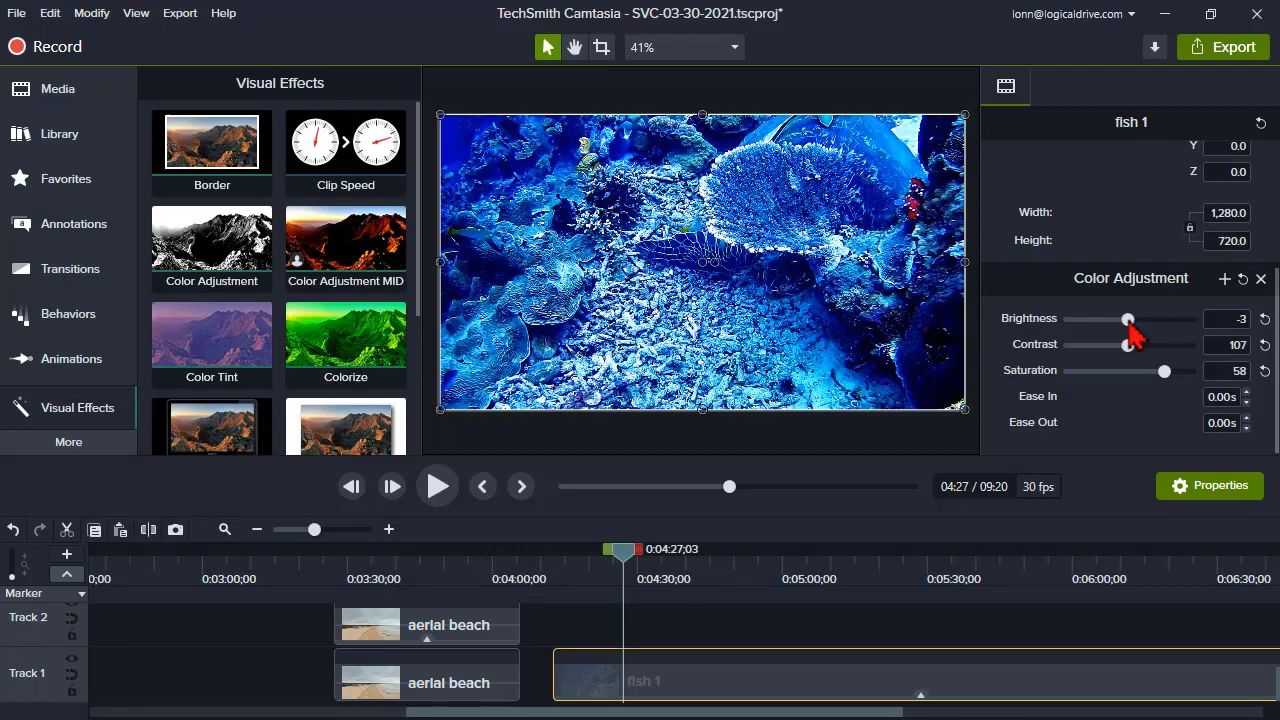 File Edit Modify View Export Help
TechSmith Camtasia - SVC-03-30-2021.tscproj*
lonn@logicaldrive.com
Record
41%
Export
Media
Library
Favorites
Annotations
Transitions
Behaviors
Animations
Visual Effects
More
Visual Effects
Border
Clip Speed
Color Adjustment
Color Adjustment MID
Color Tint
Colorize
fish 1
Y 0.0
Z 0.0
Width: 1,280.0
Height: 720.0
Color Adjustment
Brightness -3
Contrast 107
Saturation 58
Ease In 0.00s
Ease Out 0.00s
04:27 / 09:20 30 fps
Properties
0:04:27;03
0;00 0:03:00;00 0:03:30;00 0:04:00;00 0:04:30;00 0:05:00;00 0:05:30;00 0:06:00;00 0:06:30;00
Marker
Track 2
aerial beach
Track 1
aerial beach
fish 1